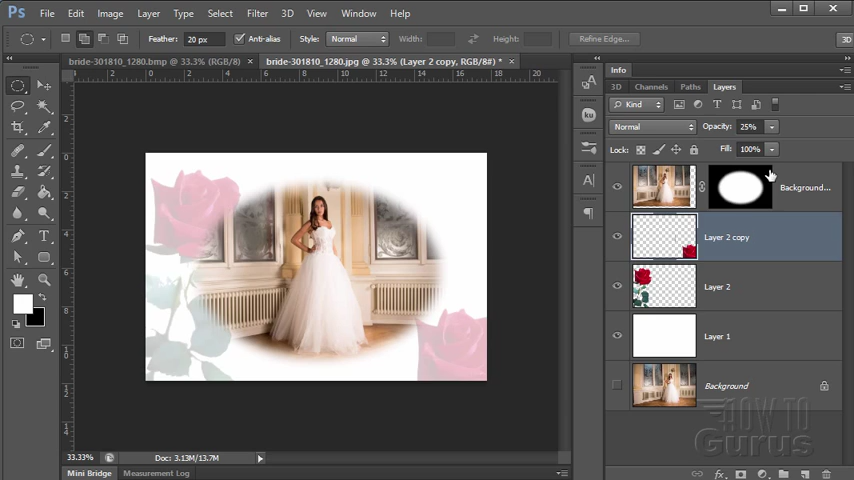 Ps File Edit Image Layer Type Select Filter 3D View Window Help
Feather: 20 px Anti-alias Style: Normal Width: Height: Refine Edge... 3D
bride-301810_1280.bmp @ 33.3% (RGB/8) × bride-301810_1280.jpg @ 33.3% (Layer 2 copy, RGB/8#) * ×
Info
3D Channels Paths Layers
Kind
Normal Opacity: 25%
Lock: Fill: 100%
Background...
Layer 2 copy
Layer 2
Layer 1
Background
HOW TO
Gurus
33.33% Doc: 3.13M/13.7M
Mini Bridge Measurement Log